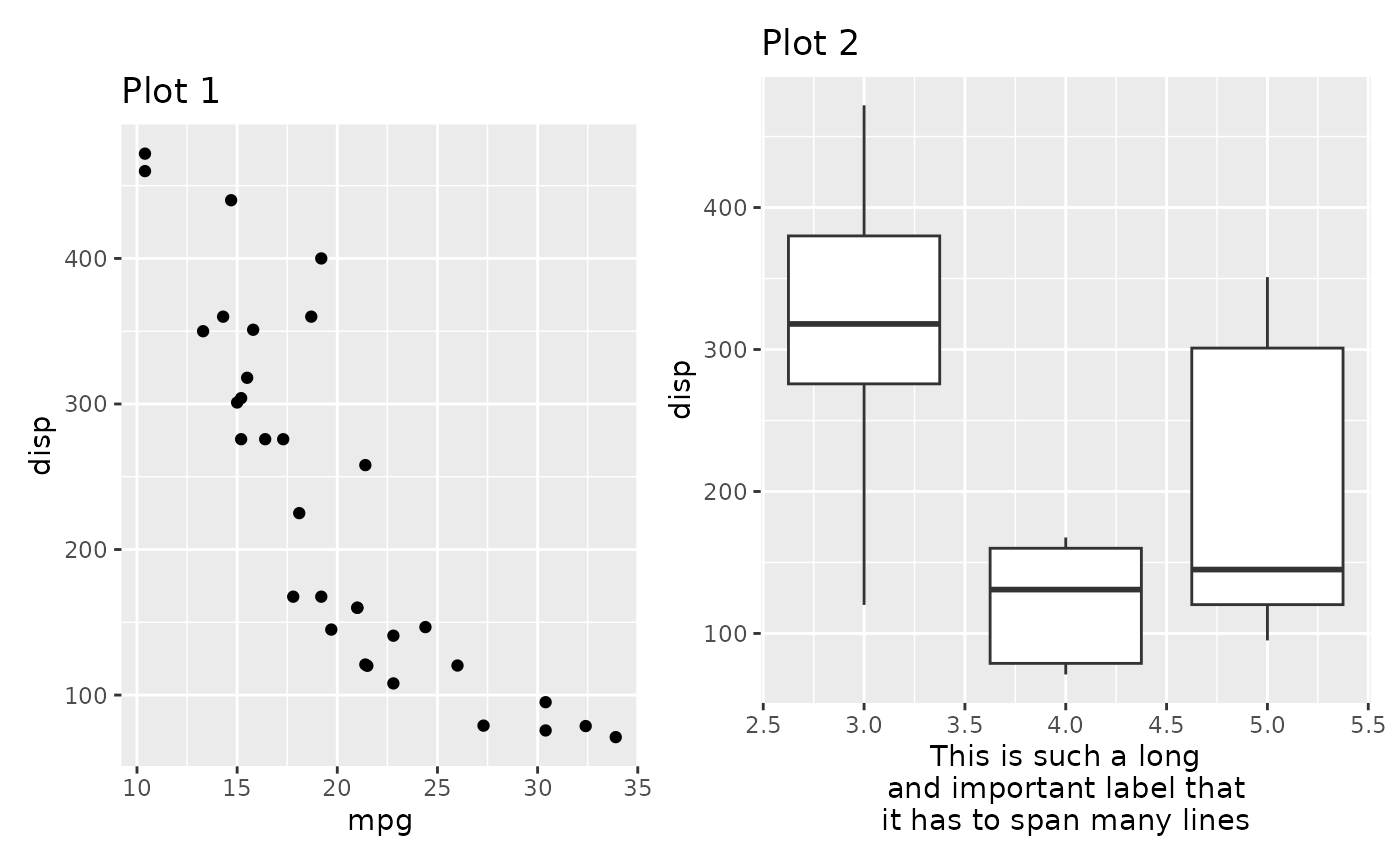 Plot 1
400
300
200
100
disp
10 15 20 25 30 35
mpg
Plot 2
400
300
200
100
disp
2.5 3.0 3.5 4.0 4.5 5.0 5.5
This is such a long
and important label that
it has to span many lines